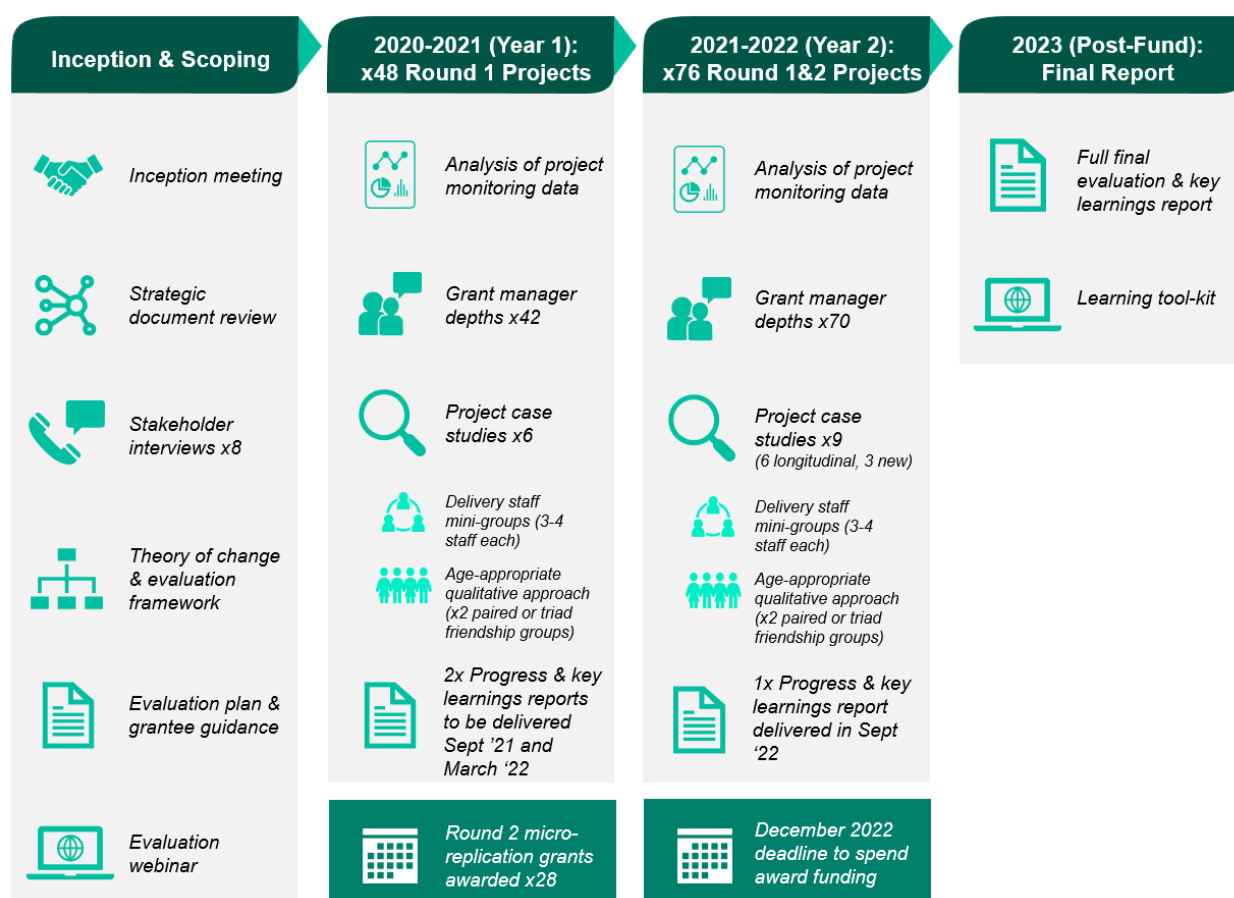 Inception & Scoping
Inception meeting
Strategic
document review
Stakeholder
interviews x8
Theory of change
& evaluation
framework
Evaluation plan &
grantee guidance
Evaluation
webinar
2020-2021 (Year 1):
x48 Round 1 Projects
Analysis of project
monitoring data
Grant manager
depths x42
Project case
studies x6
Delivery staff
mini-groups (3-4
staff each)
Age-appropriate
qualitative approach
(x2 paired or triad
friendship groups)
2x Progress & key
learnings reports
to be delivered
Sept ’21 and
March ‘22
Round 2 micro-
replication grants
awarded x28
2021-2022 (Year 2):
x76 Round 1&2 Projects
Analysis of project
monitoring data
Grant manager
depths x70
Project case
studies x9
(6 longitudinal, 3 new)
Delivery staff
mini-groups (3-4
staff each)
Age-appropriate
qualitative approach
(x2 paired or triad
friendship groups)
1x Progress & key
learnings report
delivered in Sept
‘22
December 2022
deadline to spend
award funding
2023 (Post-Fund):
Final Report
Full final
evaluation & key
learnings report
Learning tool-kit